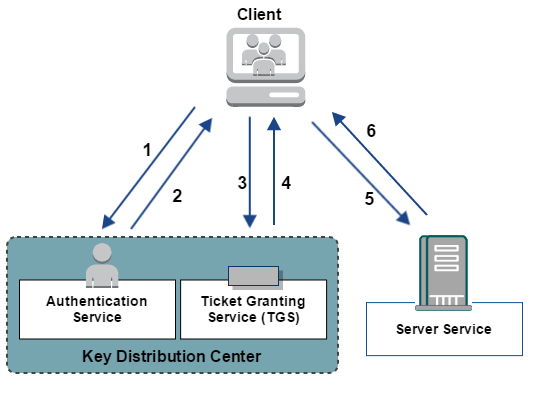 Client
1
2
3
4
5
6
Authentication
Service
Ticket Granting
Service (TGS)
Key Distribution Center
Server Service